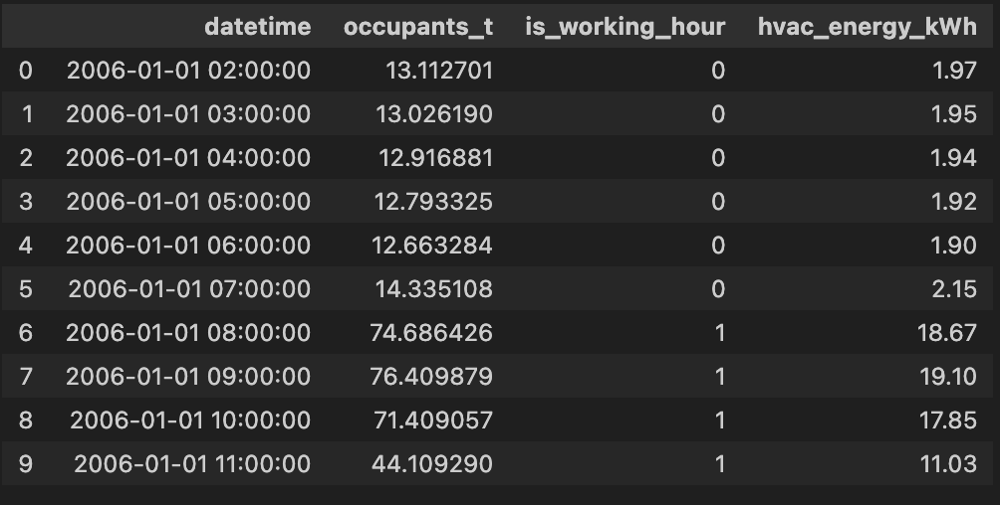 datetime occupants_t is_working_hour hvac_energy_kWh
0 2006-01-01 02:00:00 13.112701 0 1.97
1 2006-01-01 03:00:00 13.026190 0 1.95
2 2006-01-01 04:00:00 12.916881 0 1.94
3 2006-01-01 05:00:00 12.793325 0 1.92
4 2006-01-01 06:00:00 12.663284 0 1.90
5 2006-01-01 07:00:00 14.335108 0 2.15
6 2006-01-01 08:00:00 74.686426 1 18.67
7 2006-01-01 09:00:00 76.409879 1 19.10
8 2006-01-01 10:00:00 71.409057 1 17.85
9 2006-01-01 11:00:00 44.109290 1 11.03